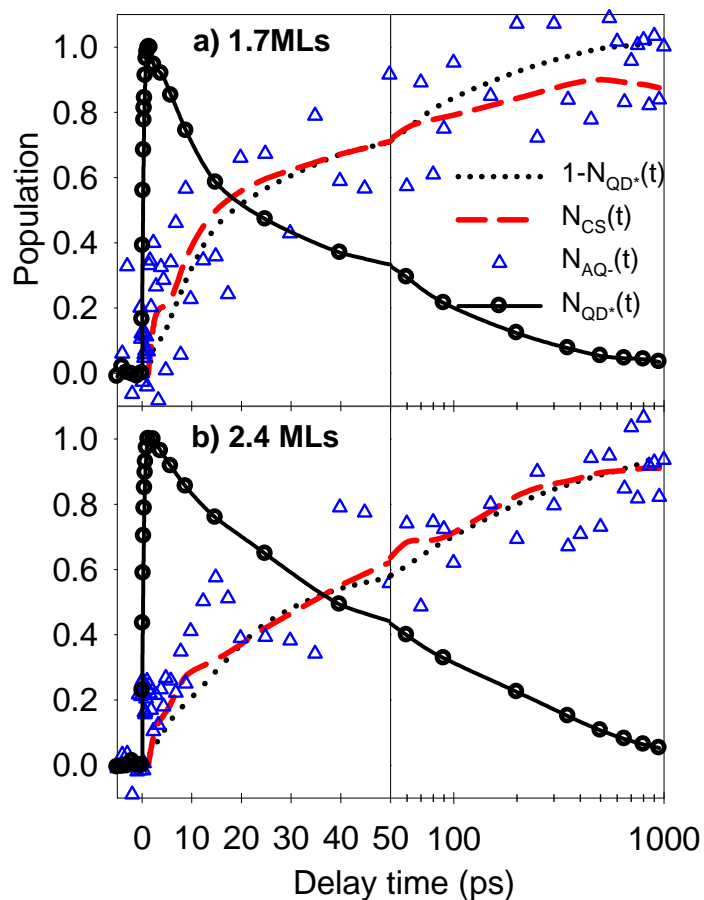 a) 1.7MLs
1.0
0.8
0.6
0.4
0.2
0.0
Population
1-N_QD*(t)
N_CS(t)
N_AQ-(t)
N_QD*(t)
b) 2.4 MLs
1.0
0.8
0.6
0.4
0.2
0.0
0 10 20 30 40 50 100 1000
Delay time (ps)